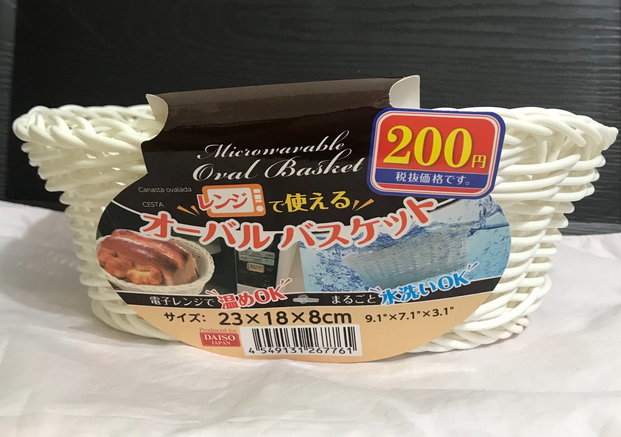 Microwavable
Oval Basket
200円
税抜価格です。
Canasta ovalada
CESTA
レンジで使える
オーバルバスケット
電子レンジで温めOK
まるごと水洗いOK
サイズ：23×18×8cm 9.1"×7.1"×3.1"
Produced for
DAISO
JAPAN
4 549131 267761